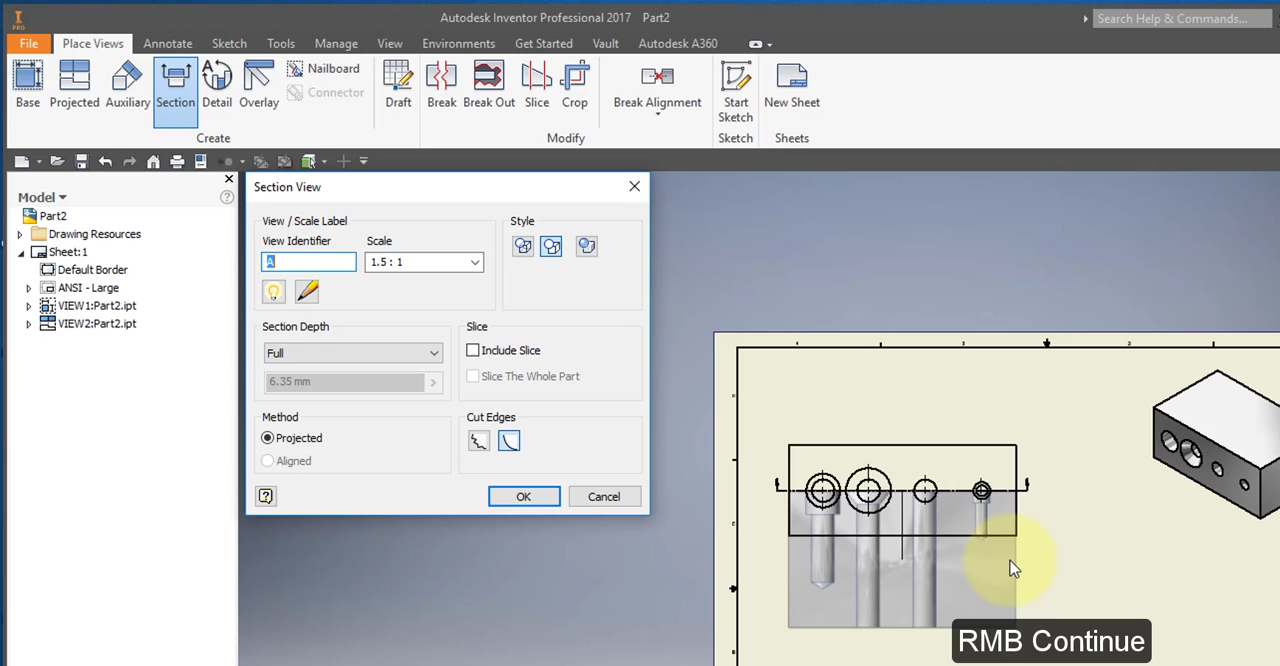 Autodesk Inventor Professional 2017 Part2
Search Help & Commands...
PRO
File Place Views Annotate Sketch Tools Manage View Environments Get Started Vault Autodesk A360
Base Projected Auxiliary Section Detail Overlay
Nailboard
Connector
Draft Break Break Out Slice Crop Break Alignment
Start
Sketch
New Sheet
Create Modify Sketch Sheets
Model
Part2
Drawing Resources
Sheet:1
Default Border
ANSI - Large
VIEW1:Part2.ipt
VIEW2:Part2.ipt
Section View
View / Scale Label
View Identifier Scale
A 1.5 : 1
Style
Section Depth
Full
6.35 mm
Slice
Include Slice
Slice The Whole Part
Method
Projected
Aligned
Cut Edges
OK Cancel
RMB Continue